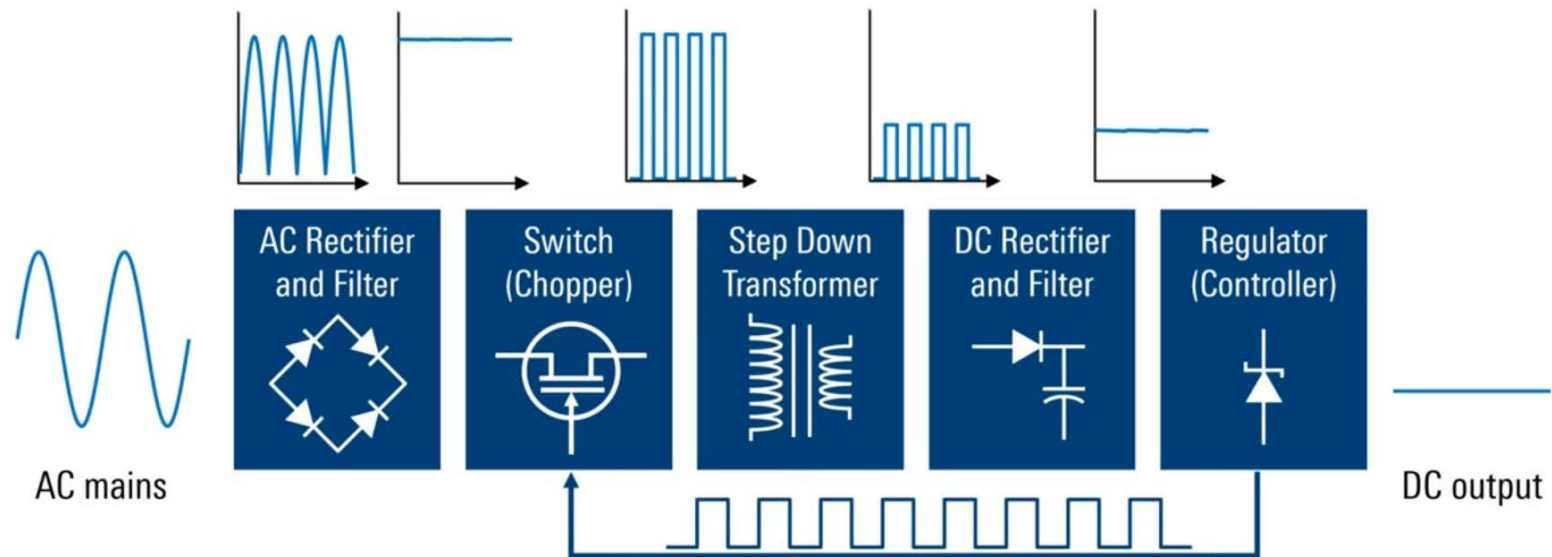 AC Rectifier
and Filter
Switch
(Chopper)
Step Down
Transformer
DC Rectifier
and Filter
Regulator
(Controller)
AC mains
DC output